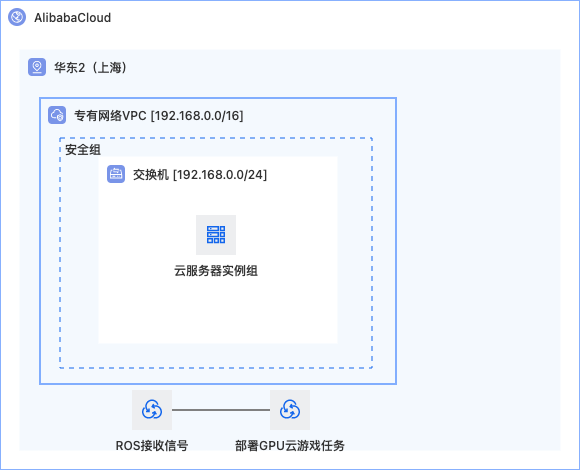 AlibabaCloud
华东2（上海）
专有网络VPC [192.168.0.0/16]
安全组
交换机 [192.168.0.0/24]
云服务器实例组
ROS接收信号
部署GPU云游戏任务